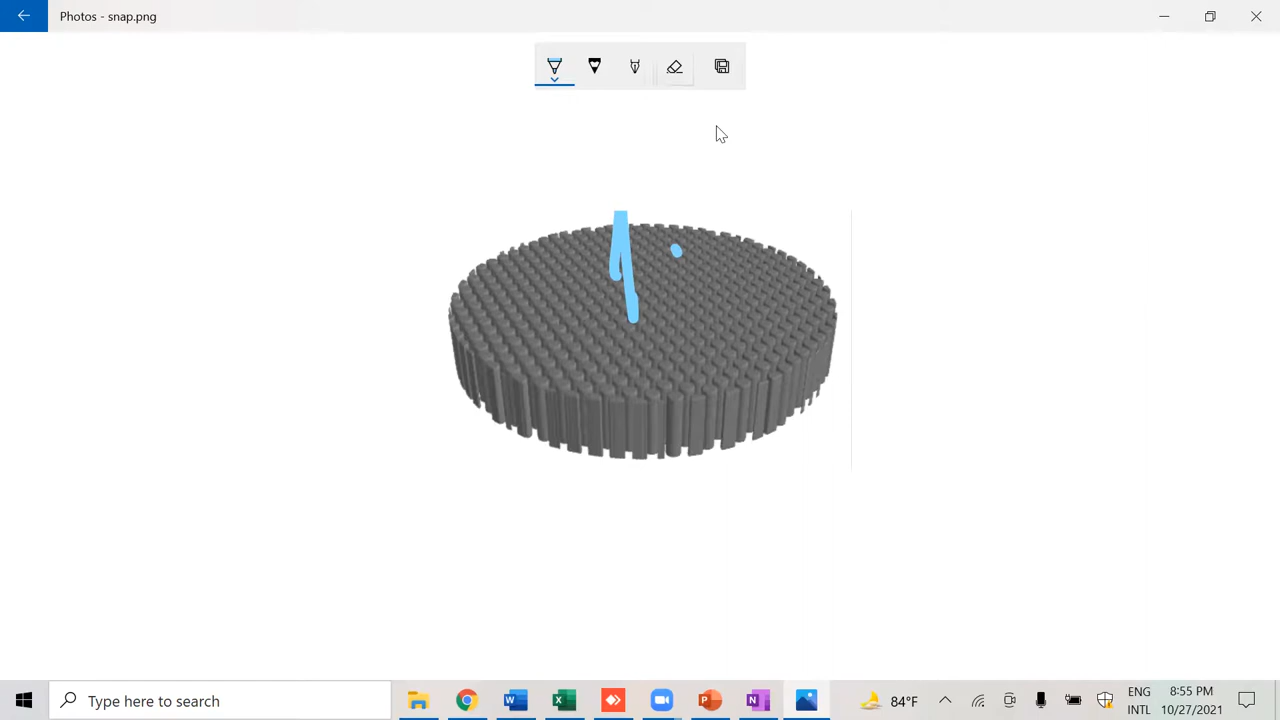 Photos - snap.png
Type here to search
84°F
ENG
INTL
8:55 PM
10/27/2021